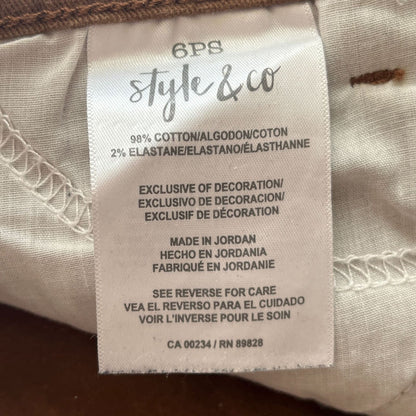 6PS
style & co
98% COTTON/ALGODON/COTON
2% ELASTANE/ELASTANO/ÉLASTHANNE
EXCLUSIVE OF DECORATION/
EXCLUSIVO DE DECORACION/
EXCLUSIF DE DÉCORATION
MADE IN JORDAN
HECHO EN JORDANIA
FABRIQUÉ EN JORDANIE
SEE REVERSE FOR CARE
VEA EL REVERSO PARA EL CUIDADO
VOIR L'INVERSE POUR LE SOIN
CA 00234 / RN 89828